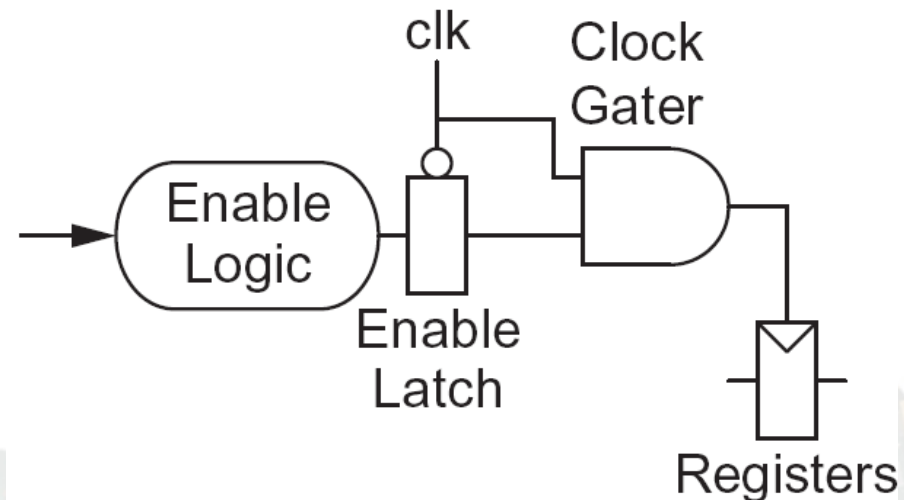 clk
Clock
Gater
Enable
Logic
Enable
Latch
Registers